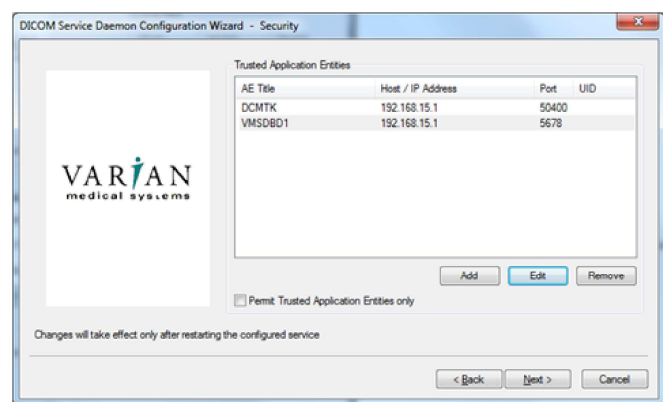 DICOM Service Daemon Configuration Wizard - Security
Trusted Application Entities
AE Title Host / IP Address Port UID
DCMTK 192.168.15.1 50400
VMSDBD1 192.168.15.1 5678
VARIAN
medical systems
Add Edit Remove
Permit Trusted Application Entities only
Changes will take effect only after restarting the configured service
< Back Next > Cancel